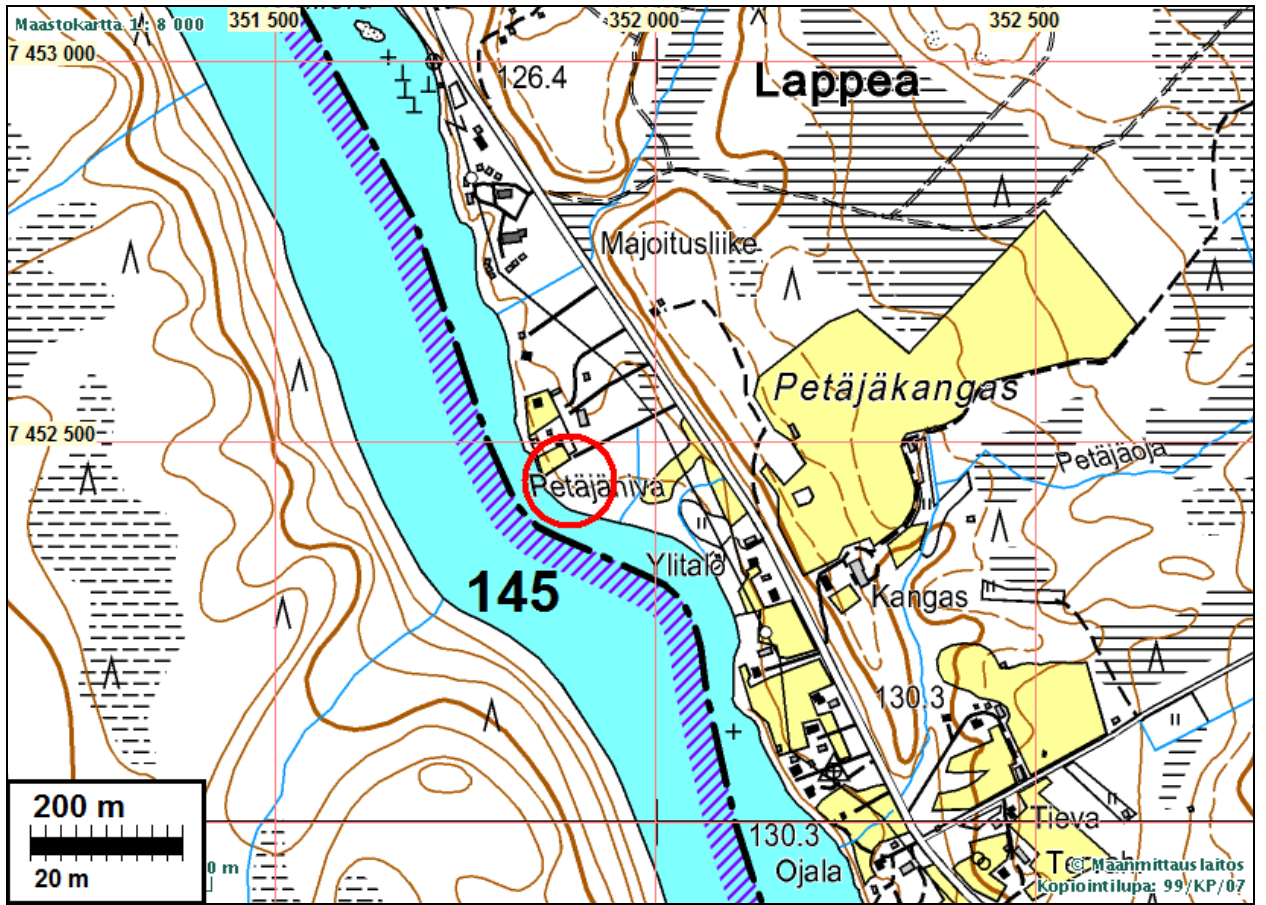 Maastokartta 1 : 8 000
351 500
352 000
352 500
7 453 000
126.4
Lappea
Majoitusliike
Petäjäkangas
7 452 500
Petäjäoja
Petäjäniva
Ylitalo
145
Kangas
130.3
200 m
20 m
0 m
130.3
Ojala
Tieva
© Maanmittauslaitos
Kopiointilupa: 99/KP/07